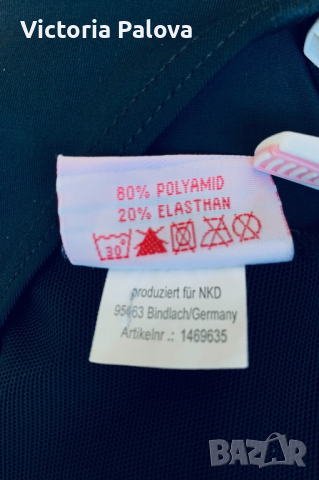 Victoria Palova
80% POLYAMID
20% ELASTHAN
30°
produziert für NKD
95463 Bindlach/Germany
Artikelnr .: 1469635
BAZAR